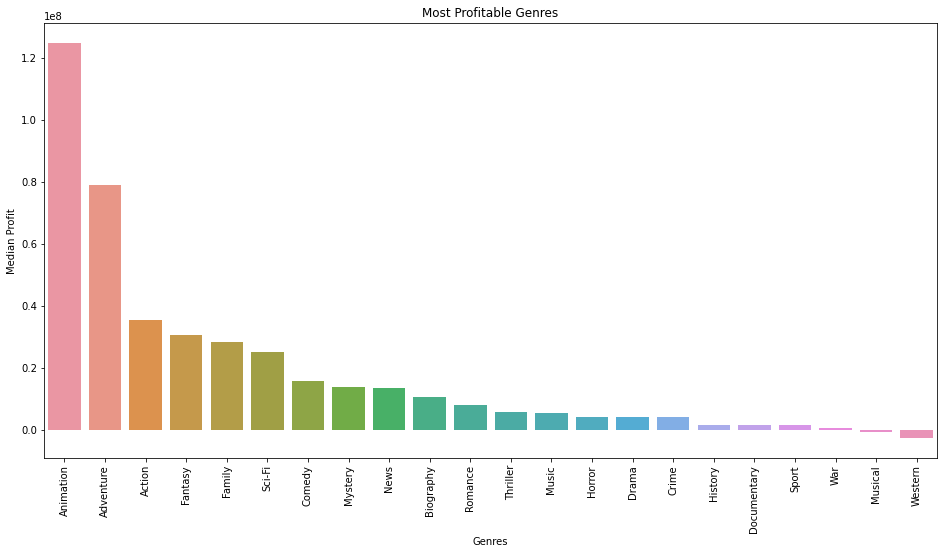 Most Profitable Genres
1e8
1.2
1.0
0.8
0.6
0.4
0.2
0.0
Median Profit
Animation
Adventure
Action
Fantasy
Family
Sci-Fi
Comedy
Mystery
News
Biography
Romance
Thriller
Music
Horror
Drama
Crime
History
Documentary
Sport
War
Musical
Western
Genres